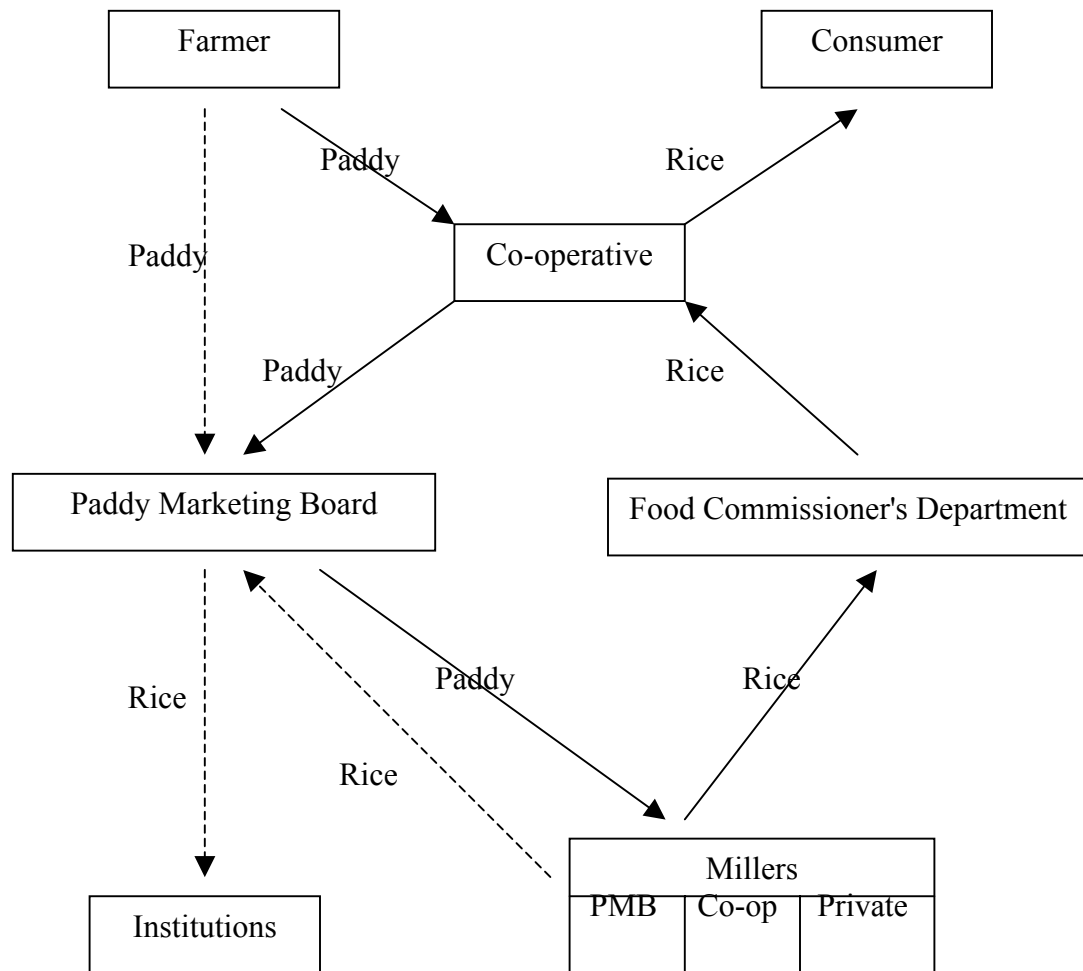 Farmer
Consumer
Paddy
Rice
Paddy
Co-operative
Paddy
Rice
Paddy Marketing Board
Food Commissioner's Department
Rice
Paddy
Rice
Rice
Millers
PMB Co-op Private
Institutions